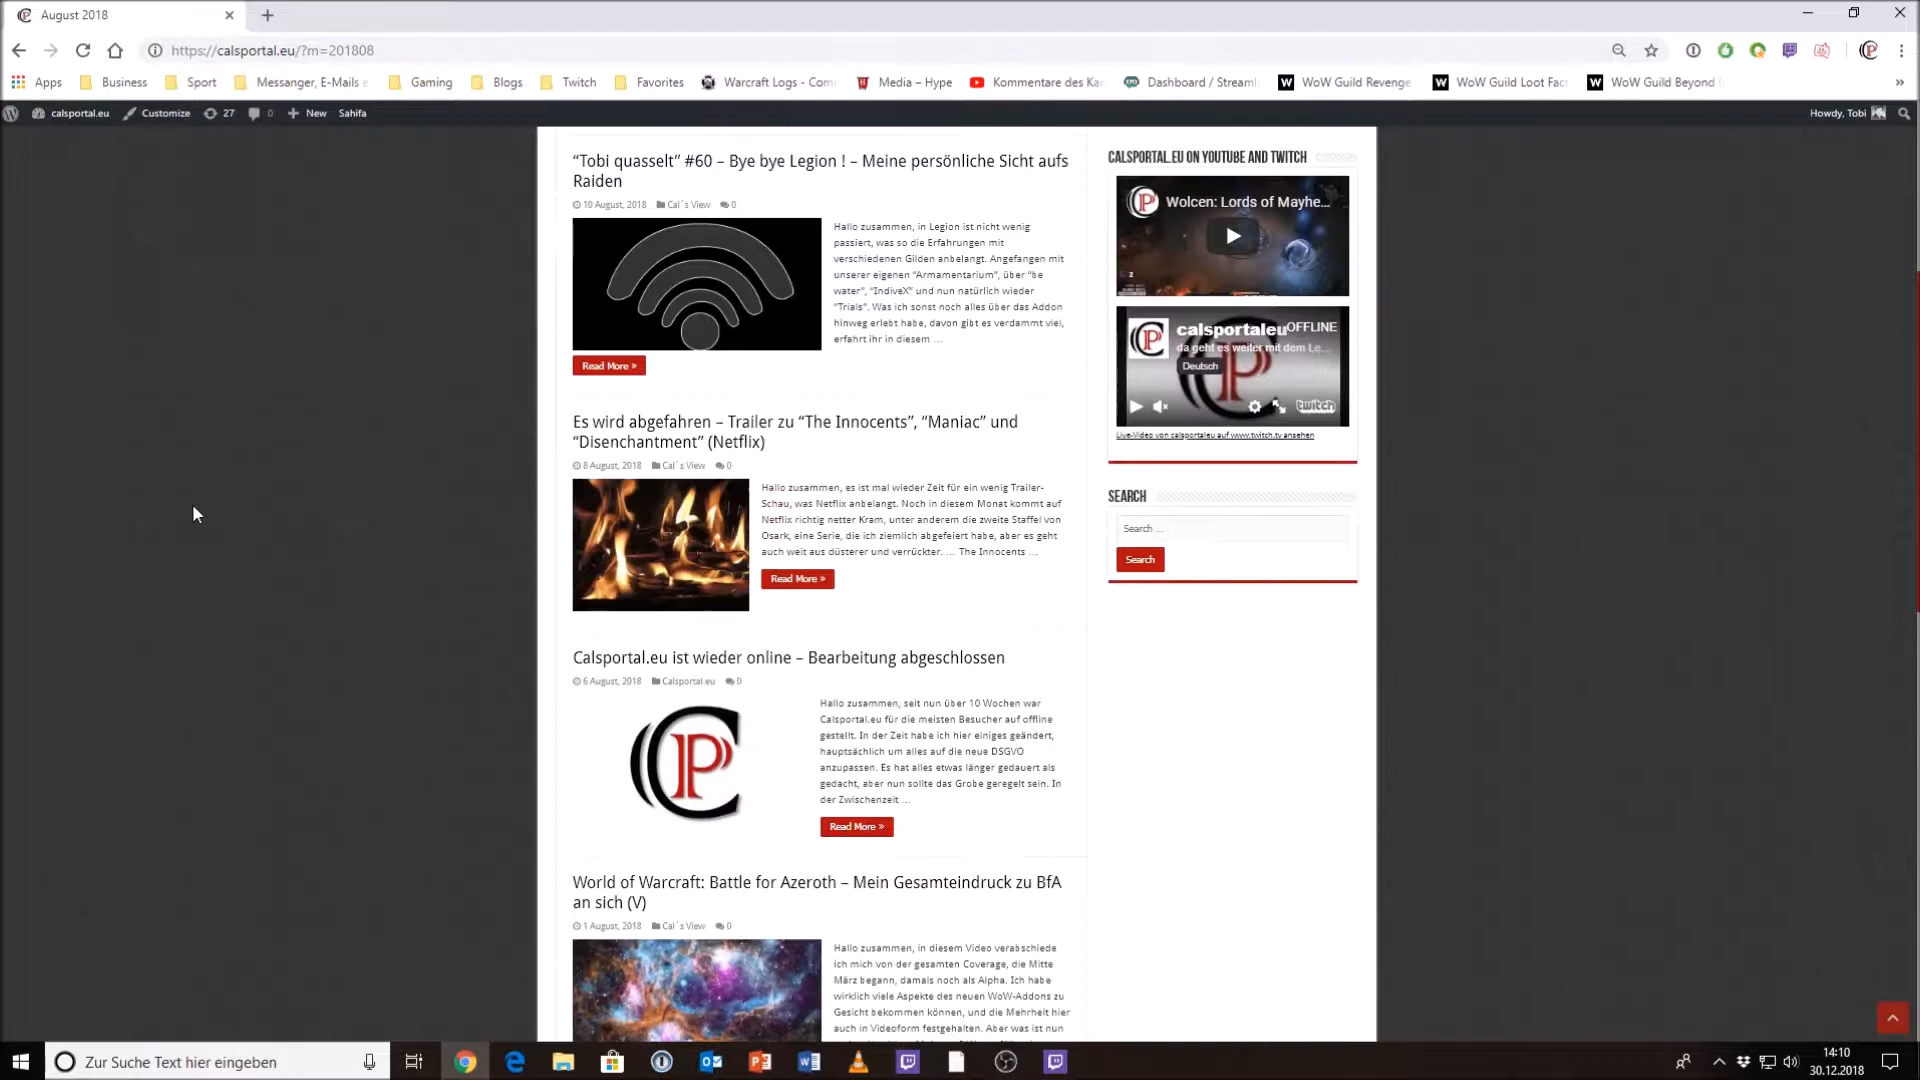 August 2018
https://calsportal.eu/?m=201808
Apps Business Sport Messanger, E-Mails e Gaming Blogs Twitch Favorites Warcraft Logs - Com Media – Hype Kommentare des Ka Dashboard / Streaml WoW Guild Revenge WoW Guild Loot Fact WoW Guild Beyond
calsportal.eu Customize 27 0 New Sahifa Howdy, Tobi
“Tobi quasselt” #60 – Bye bye Legion ! – Meine persönliche Sicht aufs
Raiden
10 August, 2018 Cal´s View 0
Hallo zusammen, in Legion ist nicht wenig
passiert, was so die Erfahrungen mit
verschiedenen Gilden anbelangt. Angefangen mit
unserer eigenen “Armamentarium”, über “be
water”, “IndiveX” und nun natürlich wieder
“Trials”. Was ich sonst noch alles über das Addon
hinweg erlebt habe, davon gibt es verdammt viel,
erfahrt ihr in diesem …
Read More »
Es wird abgefahren – Trailer zu “The Innocents”, “Maniac” und
“Disenchantment” (Netflix)
8 August, 2018 Cal´s View 0
Hallo zusammen, es ist mal wieder Zeit für ein wenig Trailer-
Schau, was Netflix anbelangt. Noch in diesem Monat kommt auf
Netflix richtig netter Kram, unter anderem die zweite Staffel von
Osark, eine Serie, die ich ziemlich abgefeiert habe, aber es geht
auch weit aus düsterer und verrückter. … The Innocents …
Read More »
Calsportal.eu ist wieder online – Bearbeitung abgeschlossen
6 August, 2018 Calsportal.eu 0
CP
Hallo zusammen, seit nun über 10 Wochen war
Calsportal.eu für die meisten Besucher auf offline
gestellt. In der Zeit habe ich hier einiges geändert,
hauptsächlich um alles auf die neue DSGVO
anzupassen. Es hat alles etwas länger gedauert als
gedacht, aber nun sollte das Grobe geregelt sein. In
der Zwischenzeit …
Read More »
World of Warcraft: Battle for Azeroth – Mein Gesamteindruck zu BfA
an sich (V)
1 August, 2018 Cal´s View 0
Hallo zusammen, in diesem Video verabschiede
ich mich von der gesamten Coverage, die Mitte
März begann, damals noch als Alpha. Ich habe
wirklich viele Aspekte des neuen WoW-Addons zu
Gesicht bekommen können, und die Mehrheit hier
auch in Videoform festgehalten. Aber was ist nun
CALSPORTAL.EU ON YOUTUBE AND TWITCH
Wolcen: Lords of Mayhe…
calsportaleu OFFLINE
da geht es weiter mit dem Le…
Deutsch
twitch
Live-Video von calsportaleu auf www.twitch.tv ansehen
SEARCH
Search …
Search
Zur Suche Text hier eingeben
14:10
30.12.2018